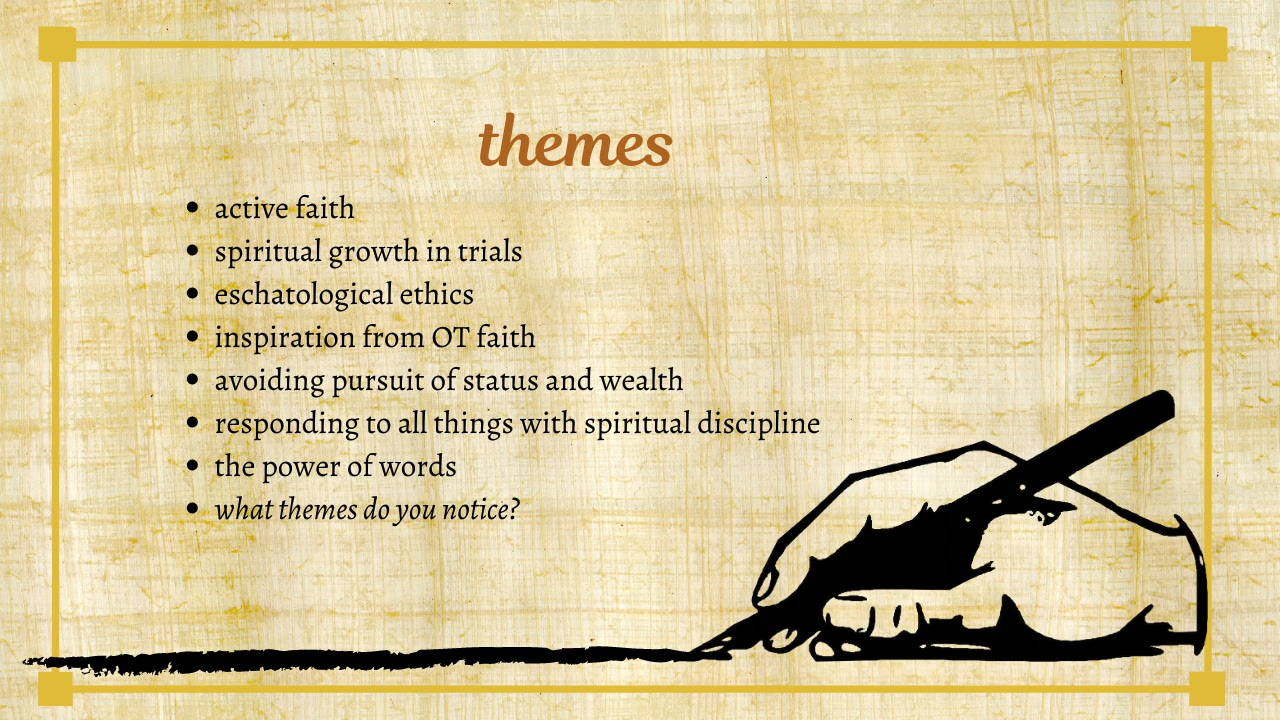 themes
• active faith
• spiritual growth in trials
• eschatological ethics
• inspiration from OT faith
• avoiding pursuit of status and wealth
• responding to all things with spiritual discipline
• the power of words
• what themes do you notice?